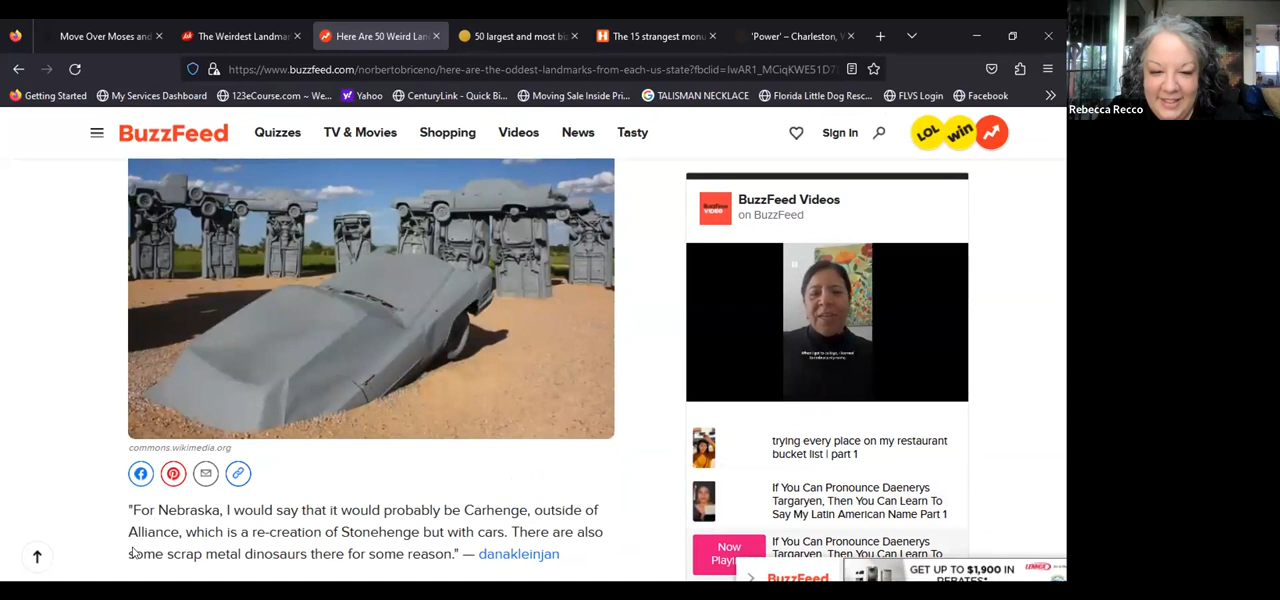 Move Over Moses and
The Weirdest Landma
Here Are 50 Weird Lan
50 largest and most bi
The 15 strangest mon
'Power' – Charleston, V
https://www.buzzfeed.com/norbertobriceno/here-are-the-oddest-landmarks-from-each-us-state?fbclid=IwAR1_MCiqKWE51D7
Getting Started
My Services Dashboard
123eCourse.com ~ We...
Yahoo
CenturyLink - Quick Bi...
Moving Sale Inside Pri...
TALISMAN NECKLACE
Florida Little Dog Resc...
FLVS Login
Facebook
Rebecca Recco
BuzzFeed
Quizzes
TV & Movies
Shopping
Videos
News
Tasty
Sign In
LOL
win
commons.wikimedia.org
"For Nebraska, I would say that it would probably be Carhenge, outside of
Alliance, which is a re-creation of Stonehenge but with cars. There are also
some scrap metal dinosaurs there for some reason." — danakleinjan
BuzzFeed Videos
on BuzzFeed
trying every place on my restaurant
bucket list | part 1
If You Can Pronounce Daenerys
Targaryen, Then You Can Learn To
Say My Latin American Name Part 1
Now
If You Can Pronounce Daenerys
Targaryen, Then You Can Learn To
BuzzFeed
GET UP TO $1,900 IN
REBATES*
LENNOX